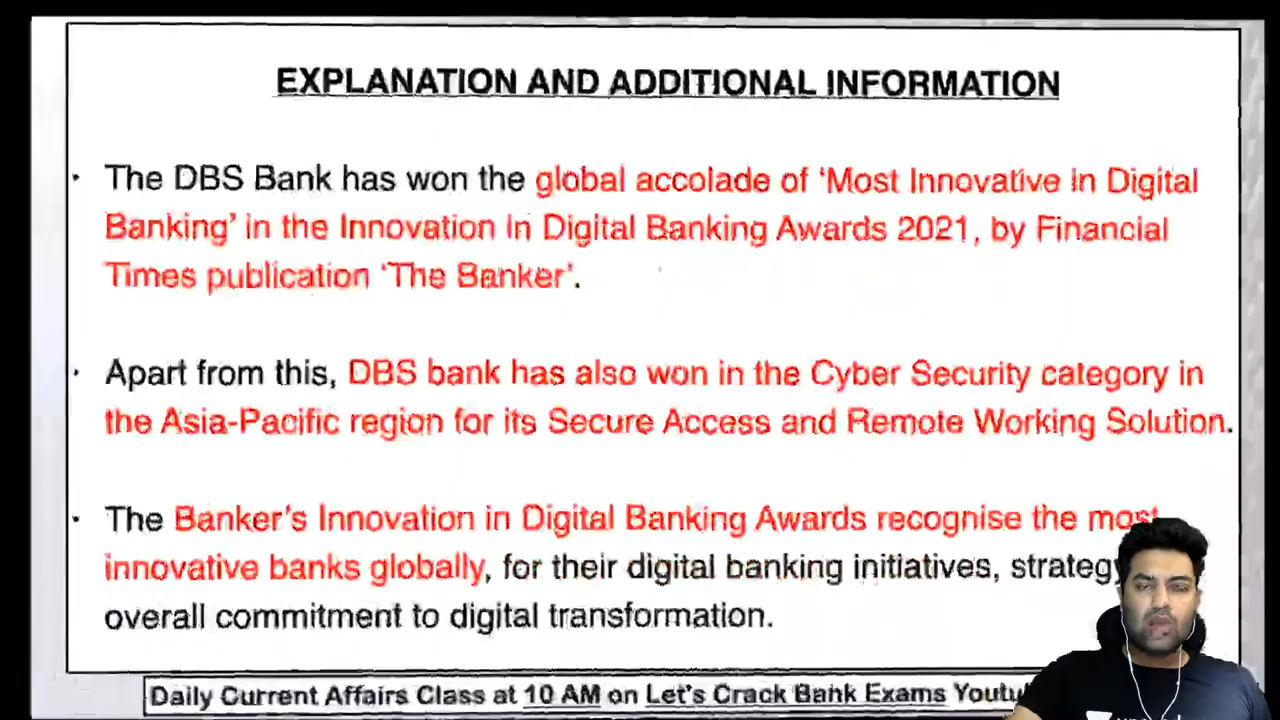 EXPLANATION AND ADDITIONAL INFORMATION
· The DBS Bank has won the global accolade of ‘Most Innovative in Digital
Banking’ in the Innovation in Digital Banking Awards 2021, by Financial
Times publication ‘The Banker’.
· Apart from this, DBS bank has also won in the Cyber Security category in
the Asia-Pacific region for its Secure Access and Remote Working Solution.
· The Banker’s Innovation in Digital Banking Awards recognise the most
innovative banks globally, for their digital banking initiatives, strategy
overall commitment to digital transformation.
Daily Current Affairs Class at 10 AM on Let’s Crack Bank Exams